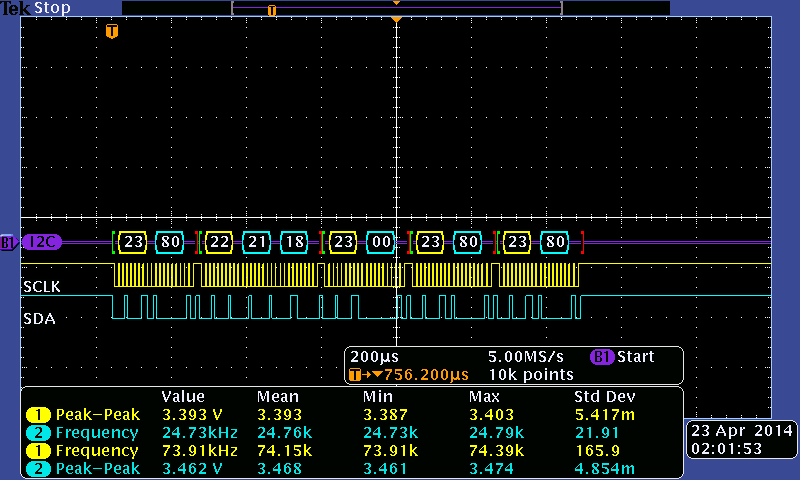 Tek Stop
T
T
B1 I2C 23 80 22 21 18 23 00 23 80 23 80
SCLK
SDA
200µs 5.00MS/s B1 Start
T→▾756.200µs 10k points
Value Mean Min Max Std Dev
1 Peak−Peak 3.393 V 3.393 3.387 3.403 5.417m
2 Frequency 24.73kHz 24.76k 24.73k 24.79k 21.91
1 Frequency 73.91kHz 74.15k 73.91k 74.39k 165.9
2 Peak−Peak 3.462 V 3.468 3.461 3.474 4.854m
23 Apr 2014
02:01:53